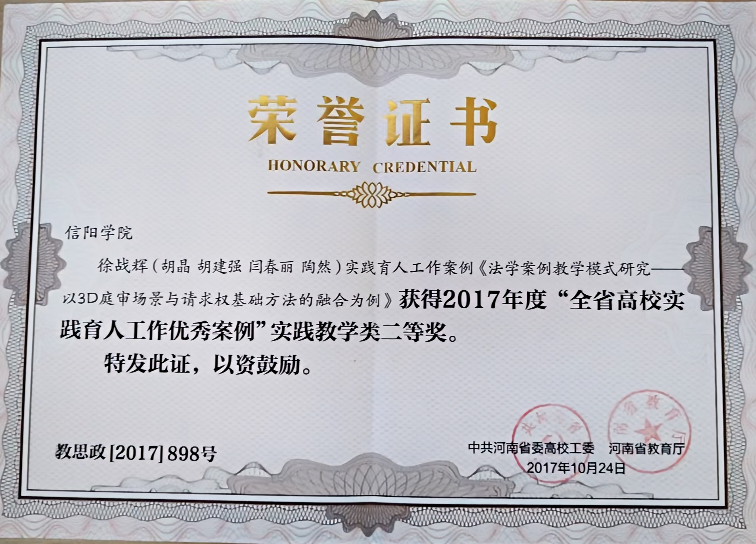 荣誉证书
HONORARY CREDENTIAL
信阳学院
徐战辉（胡晶 胡建强 闫春丽 陶然）实践育人工作案例《法学案例教学模式研究——
以3D庭审场景与请求权基础方法的融合为例》获得2017年度“全省高校实
践育人工作优秀案例”实践教学类二等奖。
特发此证，以资鼓励。
教思政[2017]898号
中共河南省委高校工委 河南省教育厅
2017年10月24日